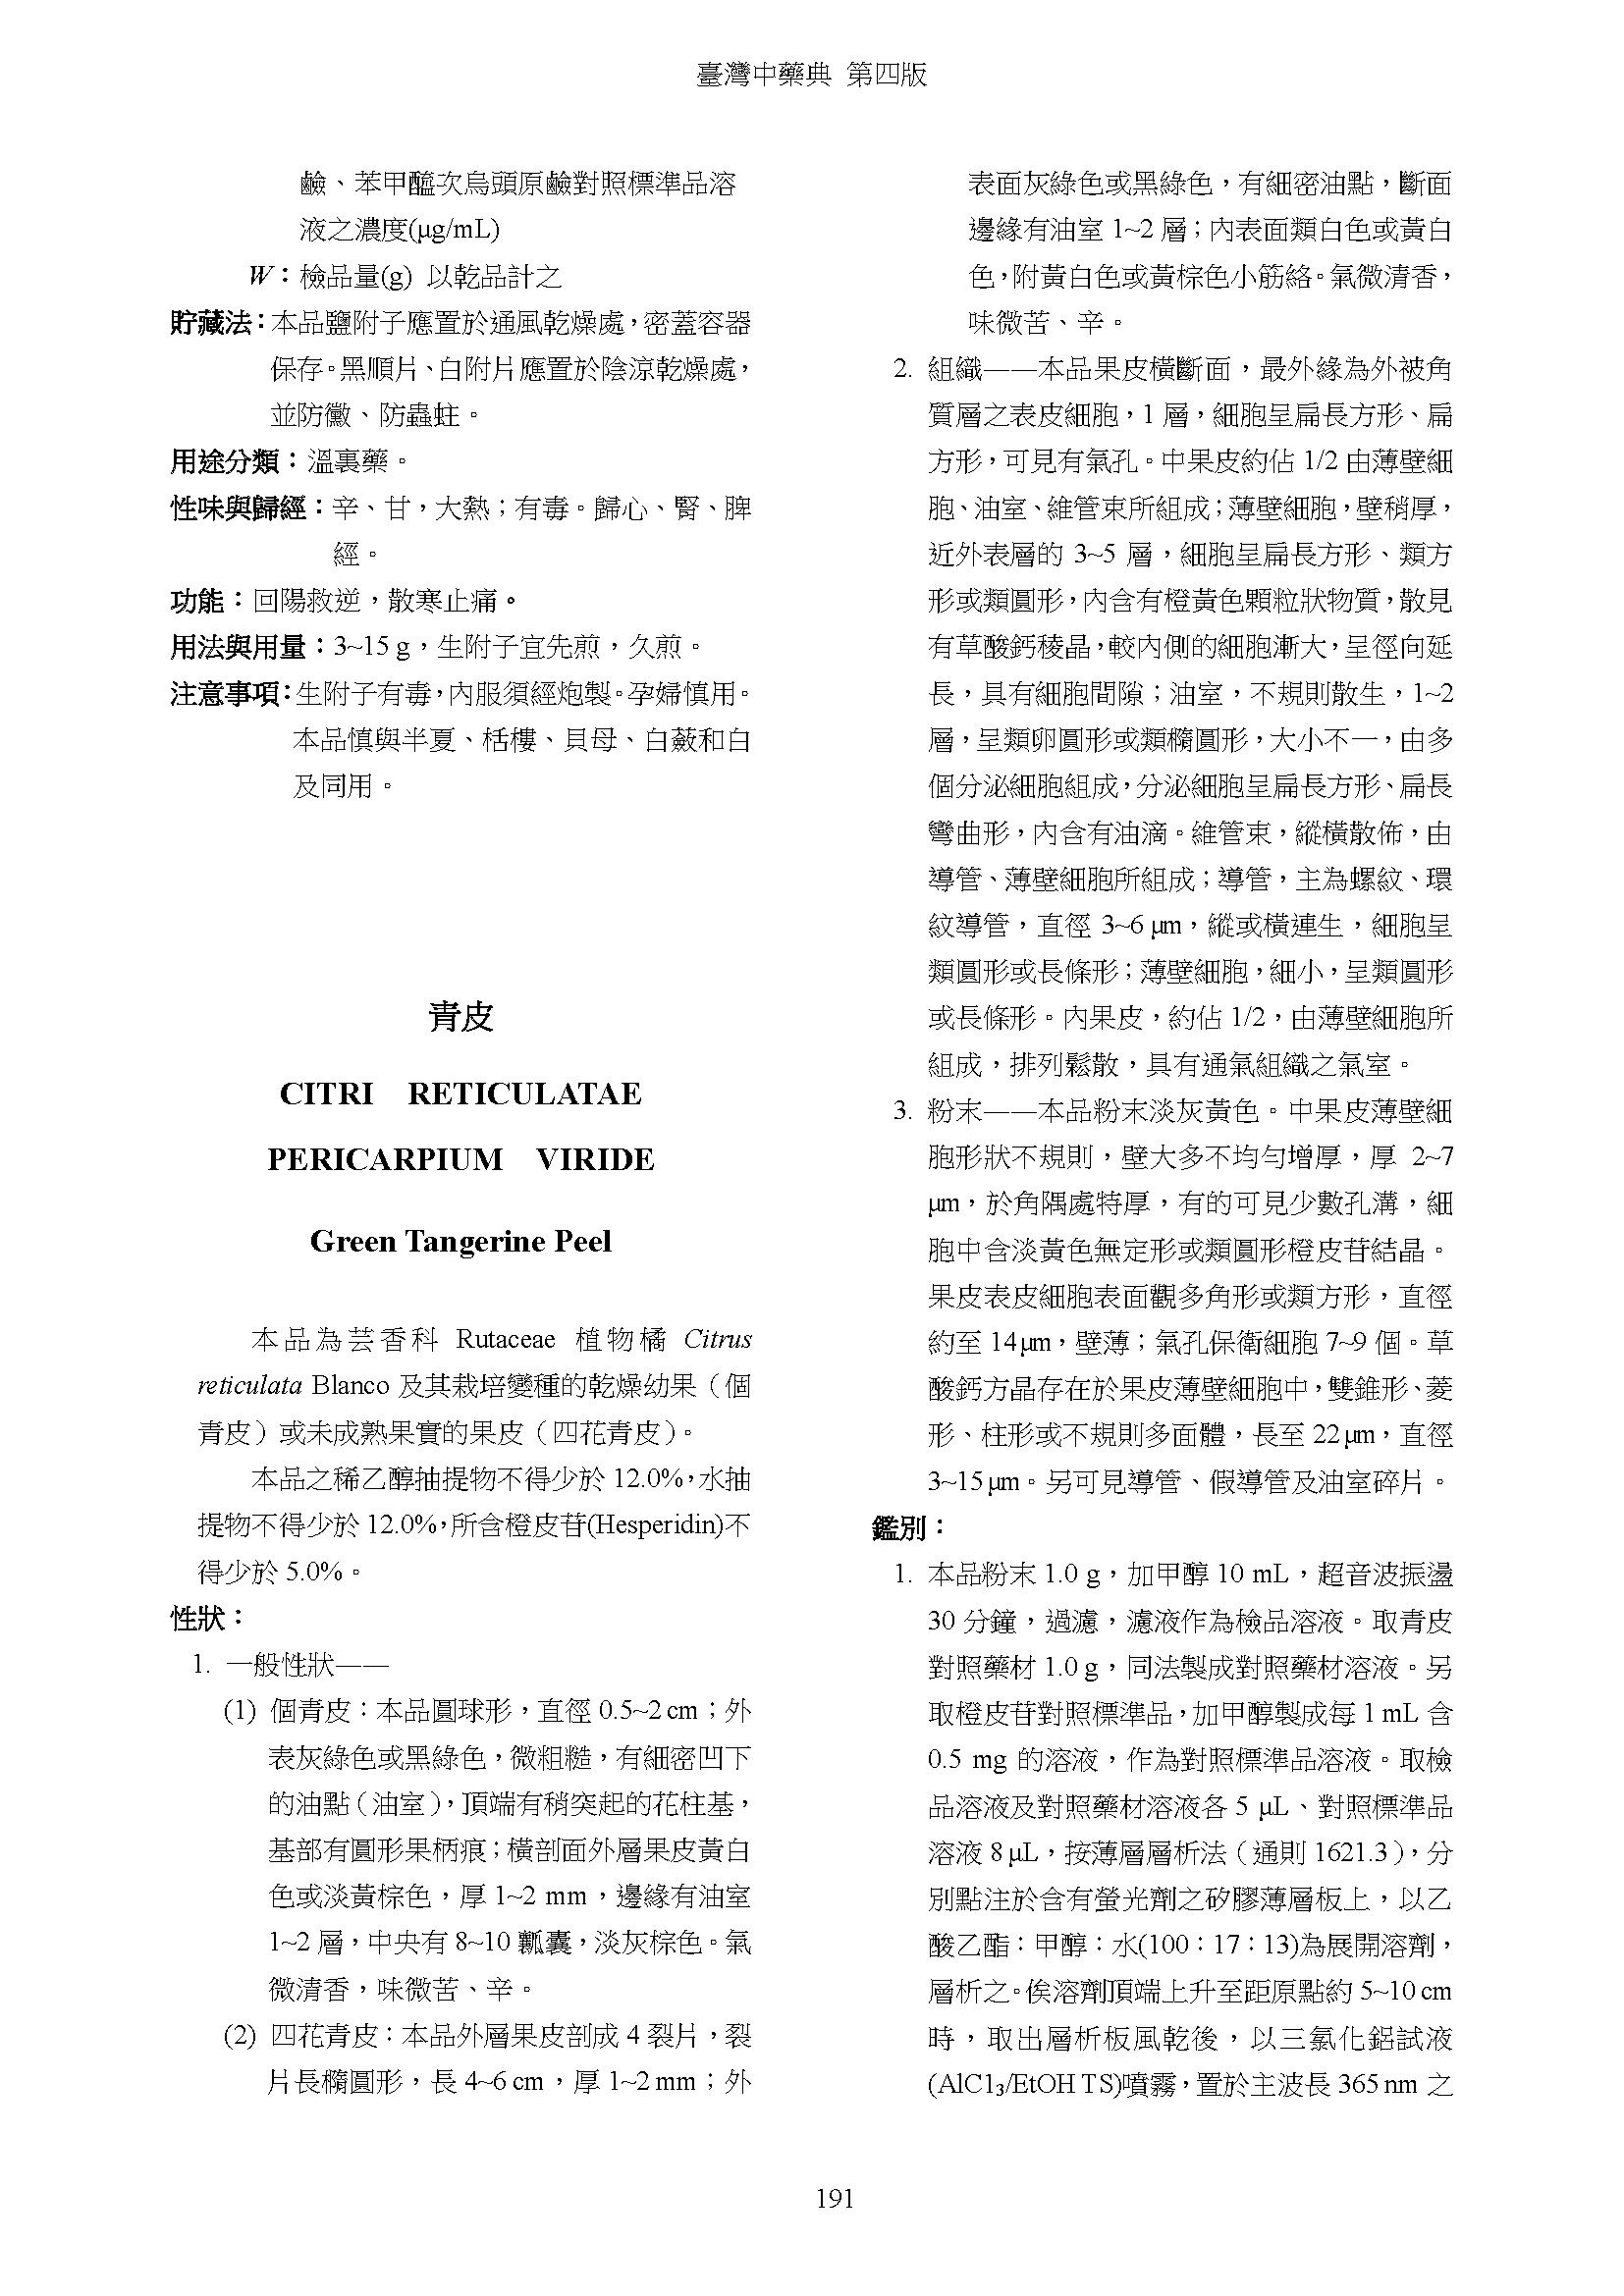 臺灣中藥典 第四版
鹼、苯甲醯次烏頭原鹼對照標準品溶
液之濃度(μg/mL)
W：檢品量(g) 以乾品計之
貯藏法：本品鹽附子應置於通風乾燥處，密蓋容器
保存。黑順片、白附片應置於陰涼乾燥處，
並防黴、防蟲蛀。
用途分類：溫裏藥。
性味與歸經：辛、甘，大熱；有毒。歸心、腎、脾
經。
功能：回陽救逆，散寒止痛。
用法與用量：3~15 g，生附子宜先煎，久煎。
注意事項：生附子有毒，內服須經炮製。孕婦慎用。
本品慎與半夏、栝樓、貝母、白蘞和白
及同用。
青皮
CITRI RETICULATAE
PERICARPIUM VIRIDE
Green Tangerine Peel
本品為芸香科 Rutaceae 植物橘 Citrus
reticulata Blanco 及其栽培變種的乾燥幼果（個
青皮）或未成熟果實的果皮（四花青皮）。
本品之稀乙醇抽提物不得少於 12.0%，水抽
提物不得少於 12.0%，所含橙皮苷(Hesperidin)不
得少於 5.0%。
性狀：
1. 一般性狀——
(1) 個青皮：本品圓球形，直徑 0.5~2 cm；外
表灰綠色或黑綠色，微粗糙，有細密凹下
的油點（油室），頂端有稍突起的花柱基，
基部有圓形果柄痕；橫剖面外層果皮黃白
色或淡黃棕色，厚 1~2 mm，邊緣有油室
1~2 層，中央有 8~10 瓤囊，淡灰棕色。氣
微清香，味微苦、辛。
(2) 四花青皮：本品外層果皮剖成 4 裂片，裂
片長橢圓形，長 4~6 cm，厚 1~2 mm；外
表面灰綠色或黑綠色，有細密油點，斷面
邊緣有油室 1~2 層；內表面類白色或黃白
色，附黃白色或黃棕色小筋絡。氣微清香，
味微苦、辛。
2. 組織——本品果皮橫斷面，最外緣為外被角
質層之表皮細胞，1 層，細胞呈扁長方形、扁
方形，可見有氣孔。中果皮約佔 1/2 由薄壁細
胞、油室、維管束所組成；薄壁細胞，壁稍厚，
近外表層的 3~5 層，細胞呈扁長方形、類方
形或類圓形，內含有橙黃色顆粒狀物質，散見
有草酸鈣稜晶，較內側的細胞漸大，呈徑向延
長，具有細胞間隙；油室，不規則散生，1~2
層，呈類卵圓形或類橢圓形，大小不一，由多
個分泌細胞組成，分泌細胞呈扁長方形、扁長
彎曲形，內含有油滴。維管束，縱橫散佈，由
導管、薄壁細胞所組成；導管，主為螺紋、環
紋導管，直徑 3~6 μm，縱或橫連生，細胞呈
類圓形或長條形；薄壁細胞，細小，呈類圓形
或長條形。內果皮，約佔 1/2，由薄壁細胞所
組成，排列鬆散，具有通氣組織之氣室。
3. 粉末——本品粉末淡灰黃色。中果皮薄壁細
胞形狀不規則，壁大多不均勻增厚，厚 2~7
μm，於角隅處特厚，有的可見少數孔溝，細
胞中含淡黃色無定形或類圓形橙皮苷結晶。
果皮表皮細胞表面觀多角形或類方形，直徑
約至 14 μm，壁薄；氣孔保衛細胞 7~9 個。草
酸鈣方晶存在於果皮薄壁細胞中，雙錐形、菱
形、柱形或不規則多面體，長至 22 μm，直徑
3~15 μm。另可見導管、假導管及油室碎片。
鑑別：
1. 本品粉末 1.0 g，加甲醇 10 mL，超音波振盪
30 分鐘，過濾，濾液作為檢品溶液。取青皮
對照藥材 1.0 g，同法製成對照藥材溶液。另
取橙皮苷對照標準品，加甲醇製成每 1 mL 含
0.5 mg 的溶液，作為對照標準品溶液。取檢
品溶液及對照藥材溶液各 5 μL、對照標準品
溶液 8 μL，按薄層層析法（通則 1621.3），分
別點注於含有螢光劑之矽膠薄層板上，以乙
酸乙酯：甲醇：水(100：17：13)為展開溶劑，
層析之。俟溶劑頂端上升至距原點約 5~10 cm
時，取出層析板風乾後，以三氯化鋁試液
(AlCl₃/EtOH TS)噴霧，置於主波長 365 nm 之
191